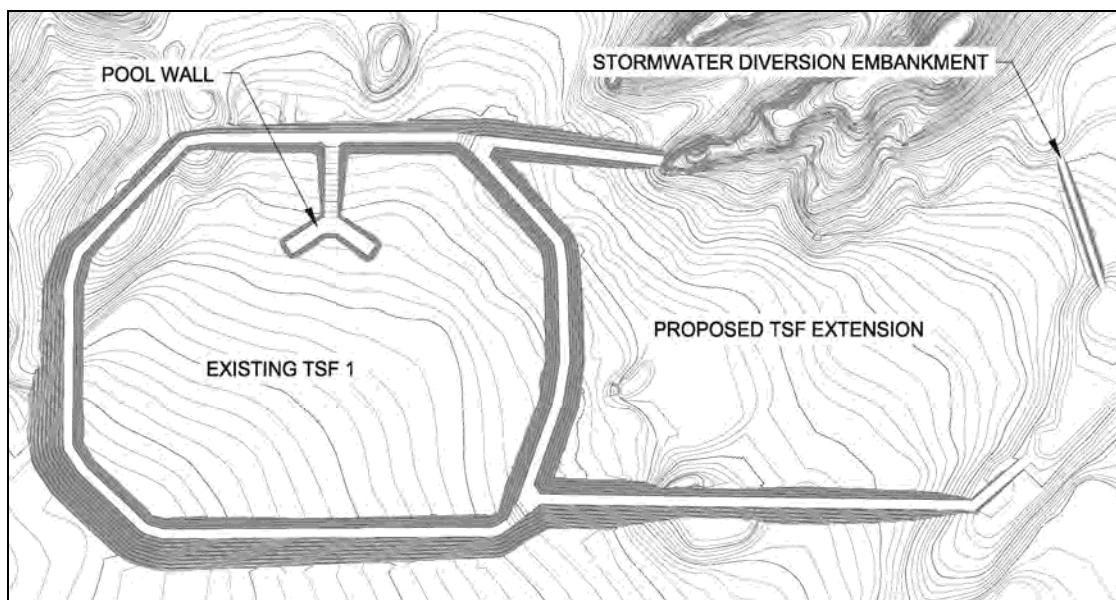 STORMWATER DIVERSION EMBANKMENT
POOL WALL
PROPOSED TSF EXTENSION
EXISTING TSF 1